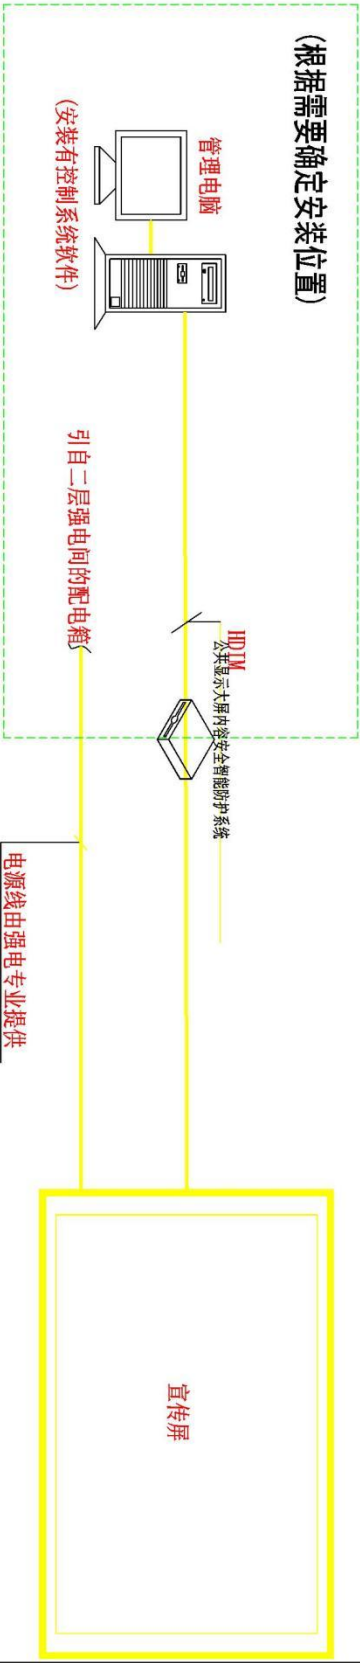 (根据需要确定安装位置)
管理电脑
(安装有控制系统软件)
HDIM
公共显示大屏内容安全智能防护系统
引自二层强电间的配电箱
电源线由强电专业提供
宣传屏